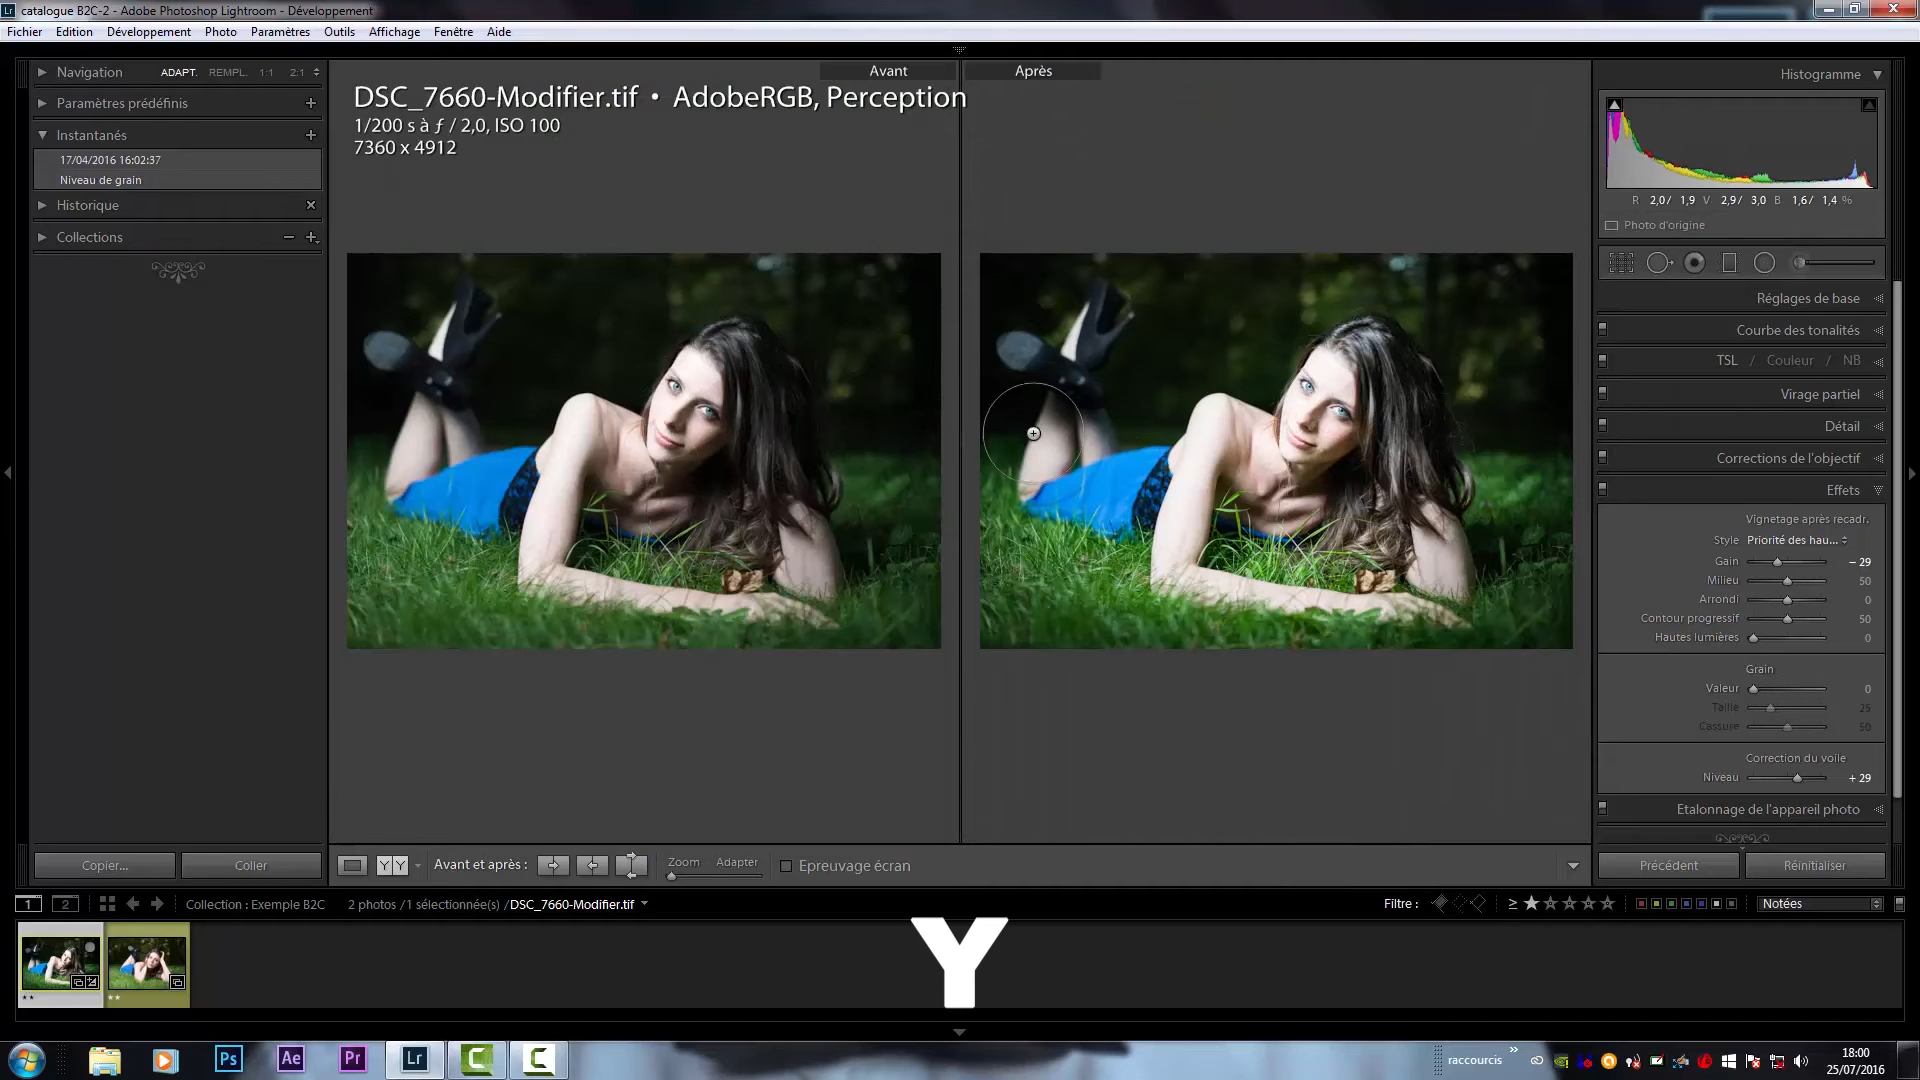 Lr catalogue B2C-2 - Adobe Photoshop Lightroom - Développement
Fichier Edition Développement Photo Paramètres Outils Affichage Fenêtre Aide
Navigation ADAPT. REMPL. 1:1 2:1
Paramètres prédéfinis
Instantanés
17/04/2016 16:02:37
Niveau de grain
Historique
Collections
Copier... Coller
Avant Après
DSC_7660-Modifier.tif • AdobeRGB, Perception
1/200 s à ƒ / 2,0, ISO 100
7360 x 4912
Histogramme
R 2,0/ 1,9 V 2,9/ 3,0 B 1,6/ 1,4 %
Photo d'origine
Réglages de base
Courbe des tonalités
TSL / Couleur / NB
Virage partiel
Détail
Corrections de l'objectif
Effets
Vignetage après recadr.
Style Priorité des hau...
Gain – 29
Milieu 50
Arrondi 0
Contour progressif 50
Hautes lumières 0
Grain
Valeur 0
Taille 25
Cassure 50
Correction du voile
Niveau + 29
Etalonnage de l'appareil photo
Précédent Réinitialiser
YY Avant et après : Zoom Adapter Epreuvage écran
1 2 Collection : Exemple B2C 2 photos /1 sélectionnée(s) /DSC_7660-Modifier.tif Filtre : ≥ Notées
Y
Ps Ae Pr Lr C C raccourcis » 18:00
25/07/2016